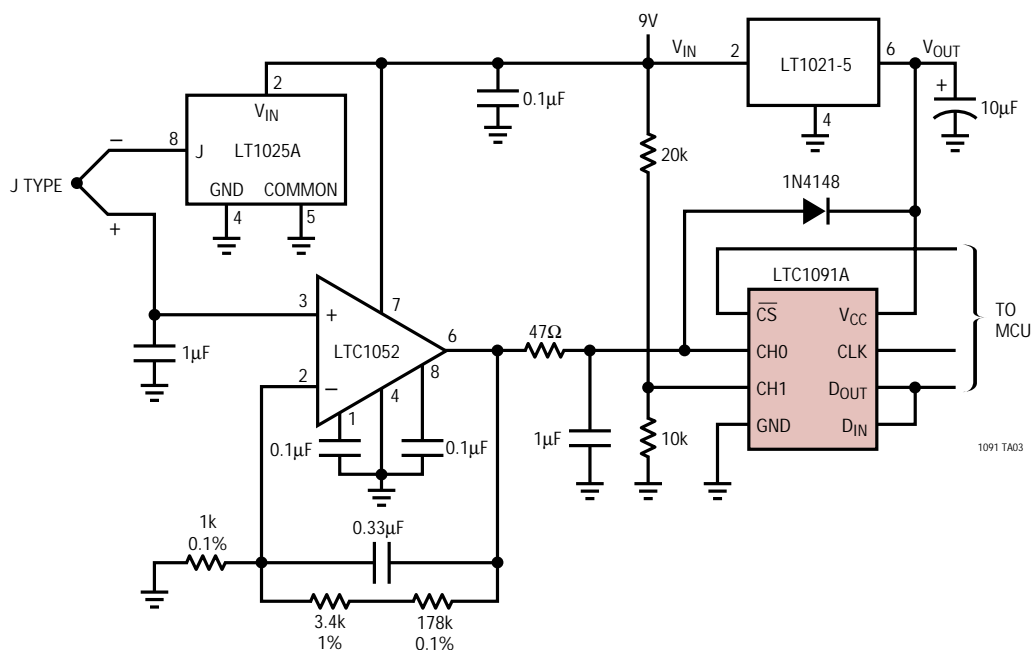 9V
V_IN
2
LT1021-5
6
V_OUT
4
+
10µF
2
V_IN
LT1025A
8
J
GND
COMMON
4
5
–
J TYPE
+
0.1µF
20k
1N4148
LTC1091A
C̅S̅
V_CC
CH0
CLK
CH1
D_OUT
GND
D_IN
TO
MCU
3
+
7
LTC1052
6
2
–
8
4
1
1µF
0.1µF
0.1µF
47Ω
1µF
10k
1091 TA03
1k
0.1%
0.33µF
3.4k
1%
178k
0.1%